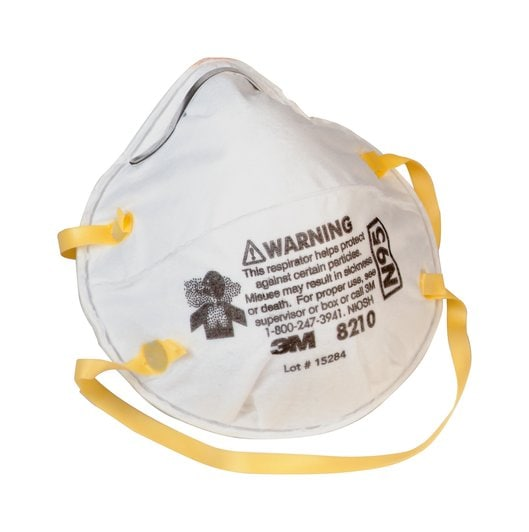 ⚠WARNING
This respirator helps protect
against certain particles.
Misuse may result in sickness
or death. For proper use, see
supervisor or box or call 3M
1-800-247-3941. NIOSH
3M 8210
Lot # 15284
N95